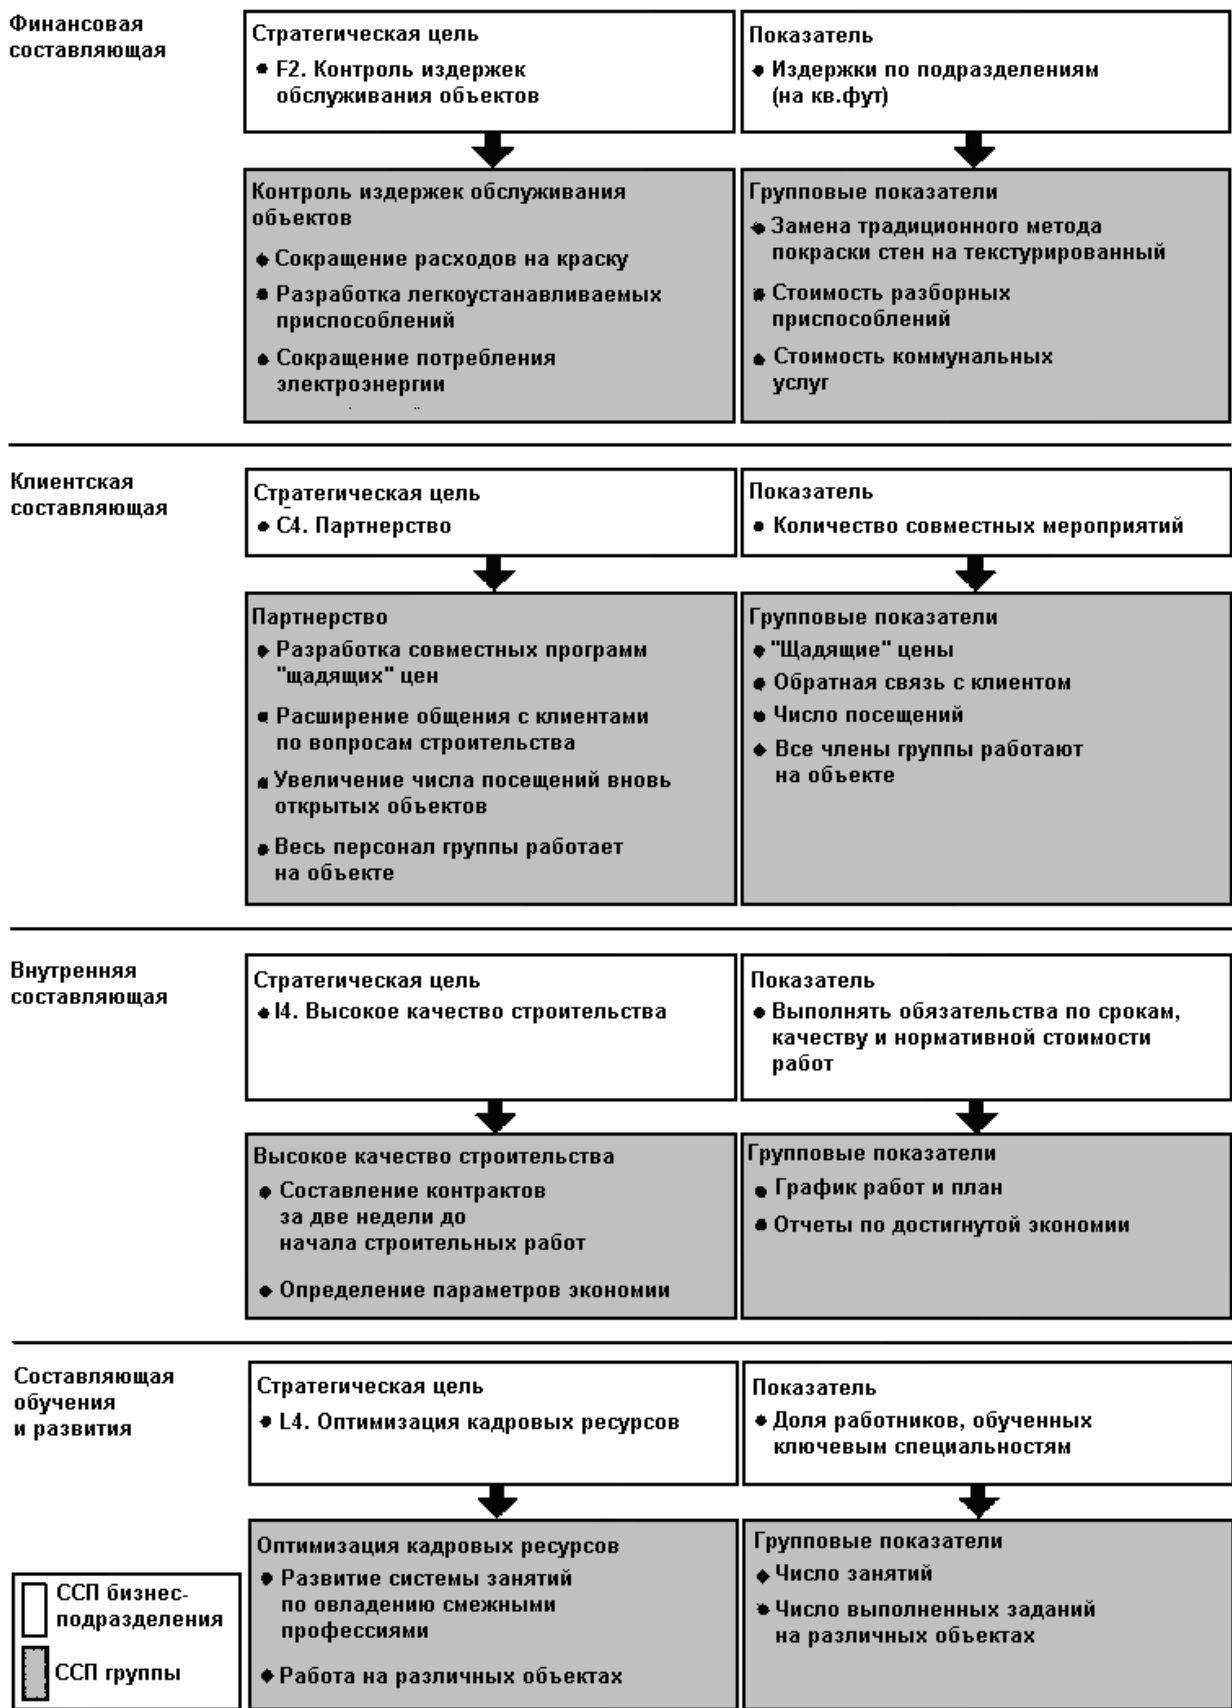 Финансовая
составляющая
Стратегическая цель
F2. Контроль издержек
обслуживания объектов
Показатель
Издержки по подразделениям
(на кв.фут)
Контроль издержек обслуживания
объектов
Сокращение расходов на краску
Разработка легкоустанавливаемых
приспособлений
Сокращение потребления
электроэнергии
Групповые показатели
Замена традиционного метода
покраски стен на текстурированный
Стоимость разборных
приспособлений
Стоимость коммунальных
услуг
Клиентская
составляющая
Стратегическая цель
С4. Партнерство
Показатель
Количество совместных мероприятий
Партнерство
Разработка совместных программ
"щадящих" цен
Расширение общения с клиентами
по вопросам строительства
Увеличение числа посещений вновь
открытых объектов
Весь персонал группы работает
на объекте
Групповые показатели
"Щадящие" цены
Обратная связь с клиентом
Число посещений
Все члены группы работают
на объекте
Внутренняя
составляющая
Стратегическая цель
I4. Высокое качество строительства
Показатель
Выполнять обязательства по срокам,
качеству и нормативной стоимости
работ
Высокое качество строительства
Составление контрактов
за две недели до
начала строительных работ
Определение параметров экономии
Групповые показатели
График работ и план
Отчеты по достигнутой экономии
Составляющая
обучения
и развития
Стратегическая цель
L4. Оптимизация кадровых ресурсов
Показатель
Доля работников, обученных
ключевым специальностям
Оптимизация кадровых ресурсов
Развитие системы занятий
по овладению смежными
профессиями
Работа на различных объектах
Групповые показатели
Число занятий
Число выполненных заданий
на различных объектах
ССП бизнес-
подразделения
ССП группы